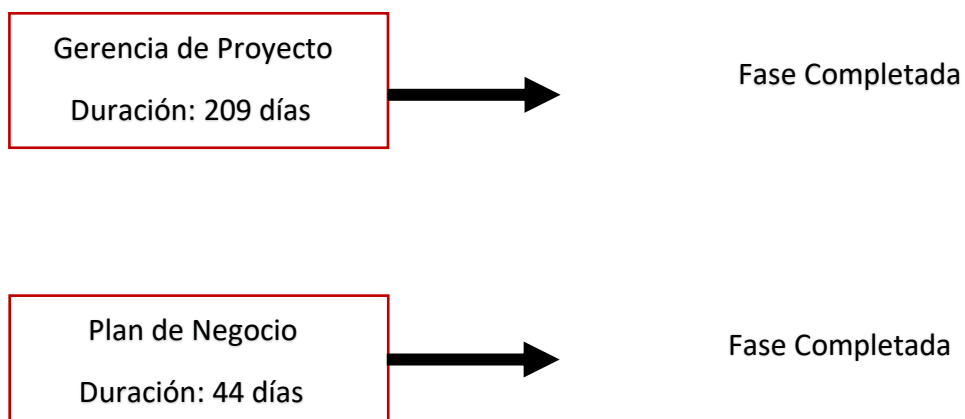 Gerencia de Proyecto
Duración: 209 días
Fase Completada
Plan de Negocio
Duración: 44 días
Fase Completada